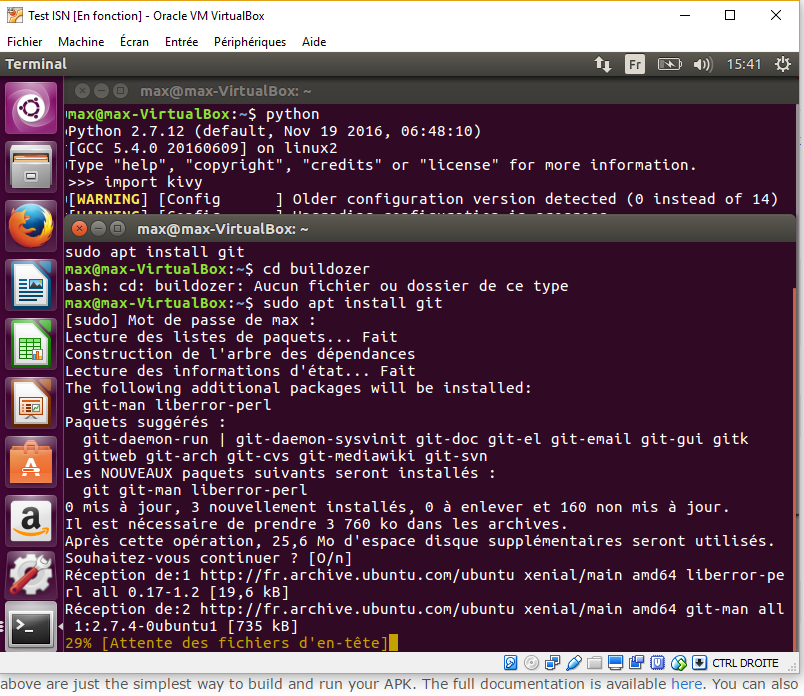 Test ISN [En fonction] - Oracle VM VirtualBox
Fichier Machine Écran Entrée Périphériques Aide
Terminal Fr 15:41
max@max-VirtualBox: ~
max@max-VirtualBox:~$ python
Python 2.7.12 (default, Nov 19 2016, 06:48:10)
[GCC 5.4.0 20160609] on linux2
Type "help", "copyright", "credits" or "license" for more information.
>>> import kivy
[WARNING] [Config      ] Older configuration version detected (0 instead of 14)
max@max-VirtualBox: ~
sudo apt install git
max@max-VirtualBox:~$ cd buildozer
bash: cd: buildozer: Aucun fichier ou dossier de ce type
max@max-VirtualBox:~$ sudo apt install git
[sudo] Mot de passe de max :
Lecture des listes de paquets... Fait
Construction de l'arbre des dépendances
Lecture des informations d'état... Fait
The following additional packages will be installed:
  git-man liberror-perl
Paquets suggérés :
  git-daemon-run | git-daemon-sysvinit git-doc git-el git-email git-gui gitk
  gitweb git-arch git-cvs git-mediawiki git-svn
Les NOUVEAUX paquets suivants seront installés :
  git git-man liberror-perl
0 mis à jour, 3 nouvellement installés, 0 à enlever et 160 non mis à jour.
Il est nécessaire de prendre 3 760 ko dans les archives.
Après cette opération, 25,6 Mo d'espace disque supplémentaires seront utilisés.
Souhaitez-vous continuer ? [O/n]
Réception de:1 http://fr.archive.ubuntu.com/ubuntu xenial/main amd64 liberror-pe
rl all 0.17-1.2 [19,6 kB]
Réception de:2 http://fr.archive.ubuntu.com/ubuntu xenial/main amd64 git-man all
 1:2.7.4-0ubuntu1 [735 kB]
29% [Attente des fichiers d'en-tête]
CTRL DROITE
above are just the simplest way to build and run your APK. The full documentation is available here. You can also